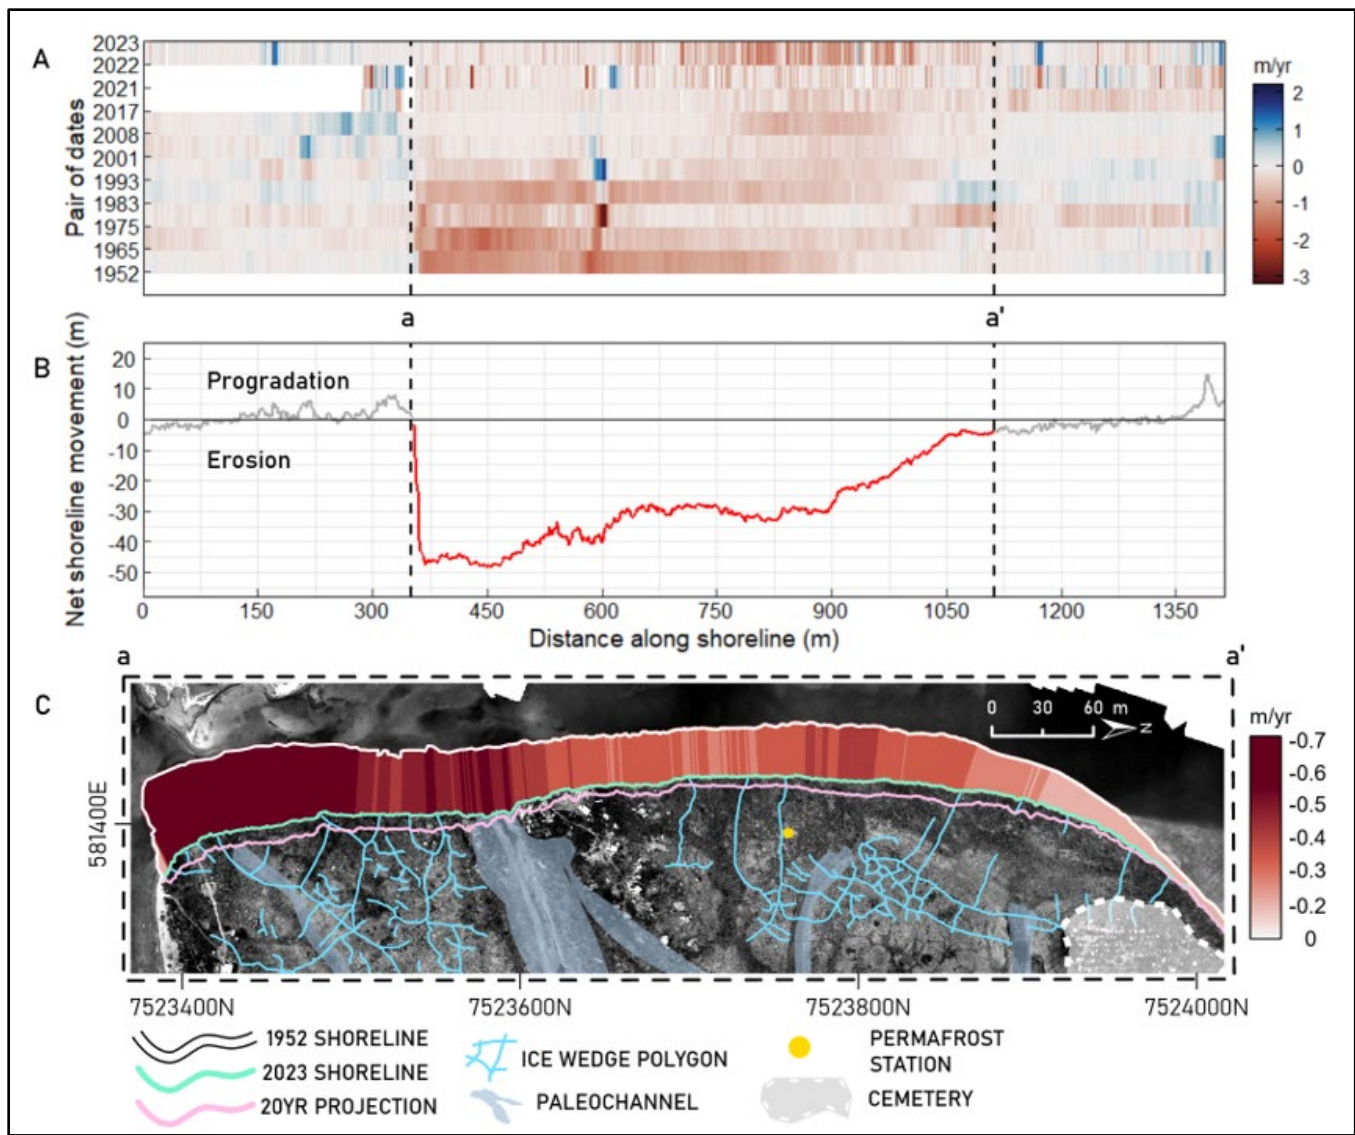 A
Pair of dates
2023
2022
2021
2017
2008
2001
1993
1983
1975
1965
1952
m/yr
2
1
0
-1
-2
-3
a
a'
B
Net shoreline movement (m)
20
10
0
-10
-20
-30
-40
-50
Progradation
Erosion
0 150 300 450 600 750 900 1050 1200 1350
Distance along shoreline (m)
a
a'
C
581400E
0 30 60 m
N
m/yr
-0.7
-0.6
-0.5
-0.4
-0.3
-0.2
0
7523400N 7523600N 7523800N 7524000N
1952 SHORELINE
2023 SHORELINE
20YR PROJECTION
ICE WEDGE POLYGON
PALEOCHANNEL
PERMAFROST
STATION
CEMETERY